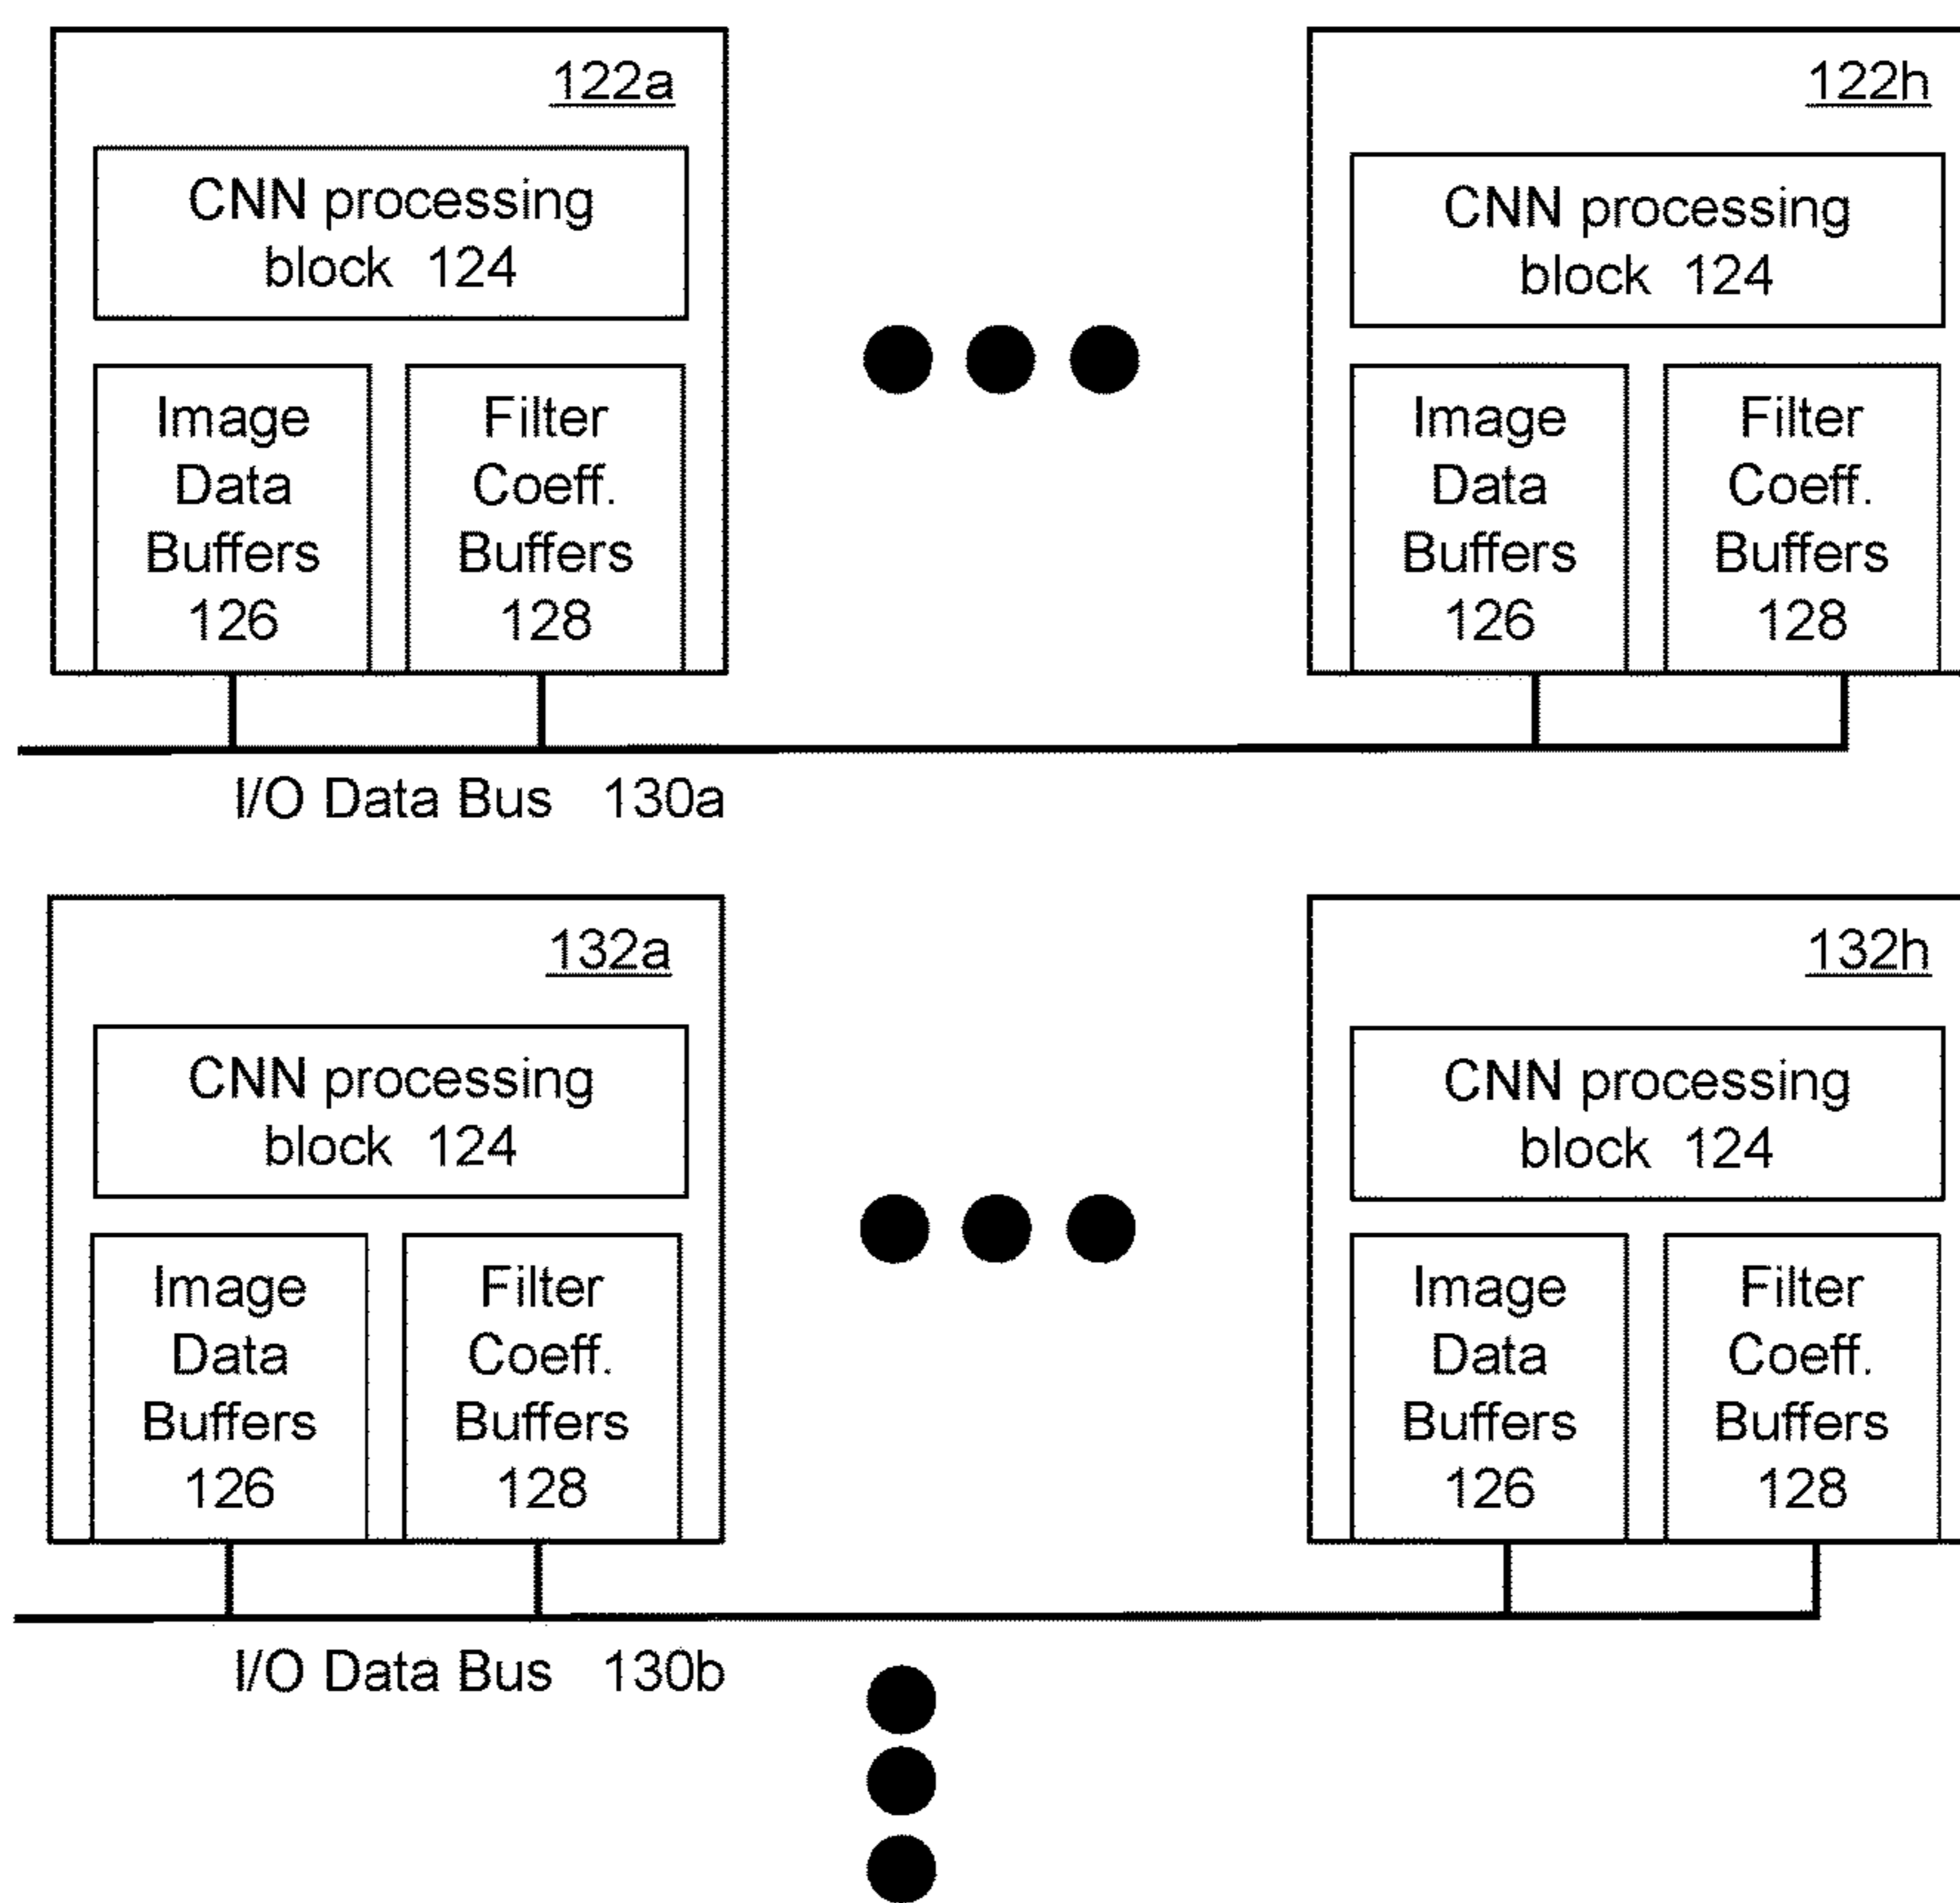 122a
CNN processing
block 124
Image
Data
Buffers
126
Filter
Coeff.
Buffers
128
122h
CNN processing
block 124
Image
Data
Buffers
126
Filter
Coeff.
Buffers
128
I/O Data Bus 130a
132a
CNN processing
block 124
Image
Data
Buffers
126
Filter
Coeff.
Buffers
128
132h
CNN processing
block 124
Image
Data
Buffers
126
Filter
Coeff.
Buffers
128
I/O Data Bus 130b